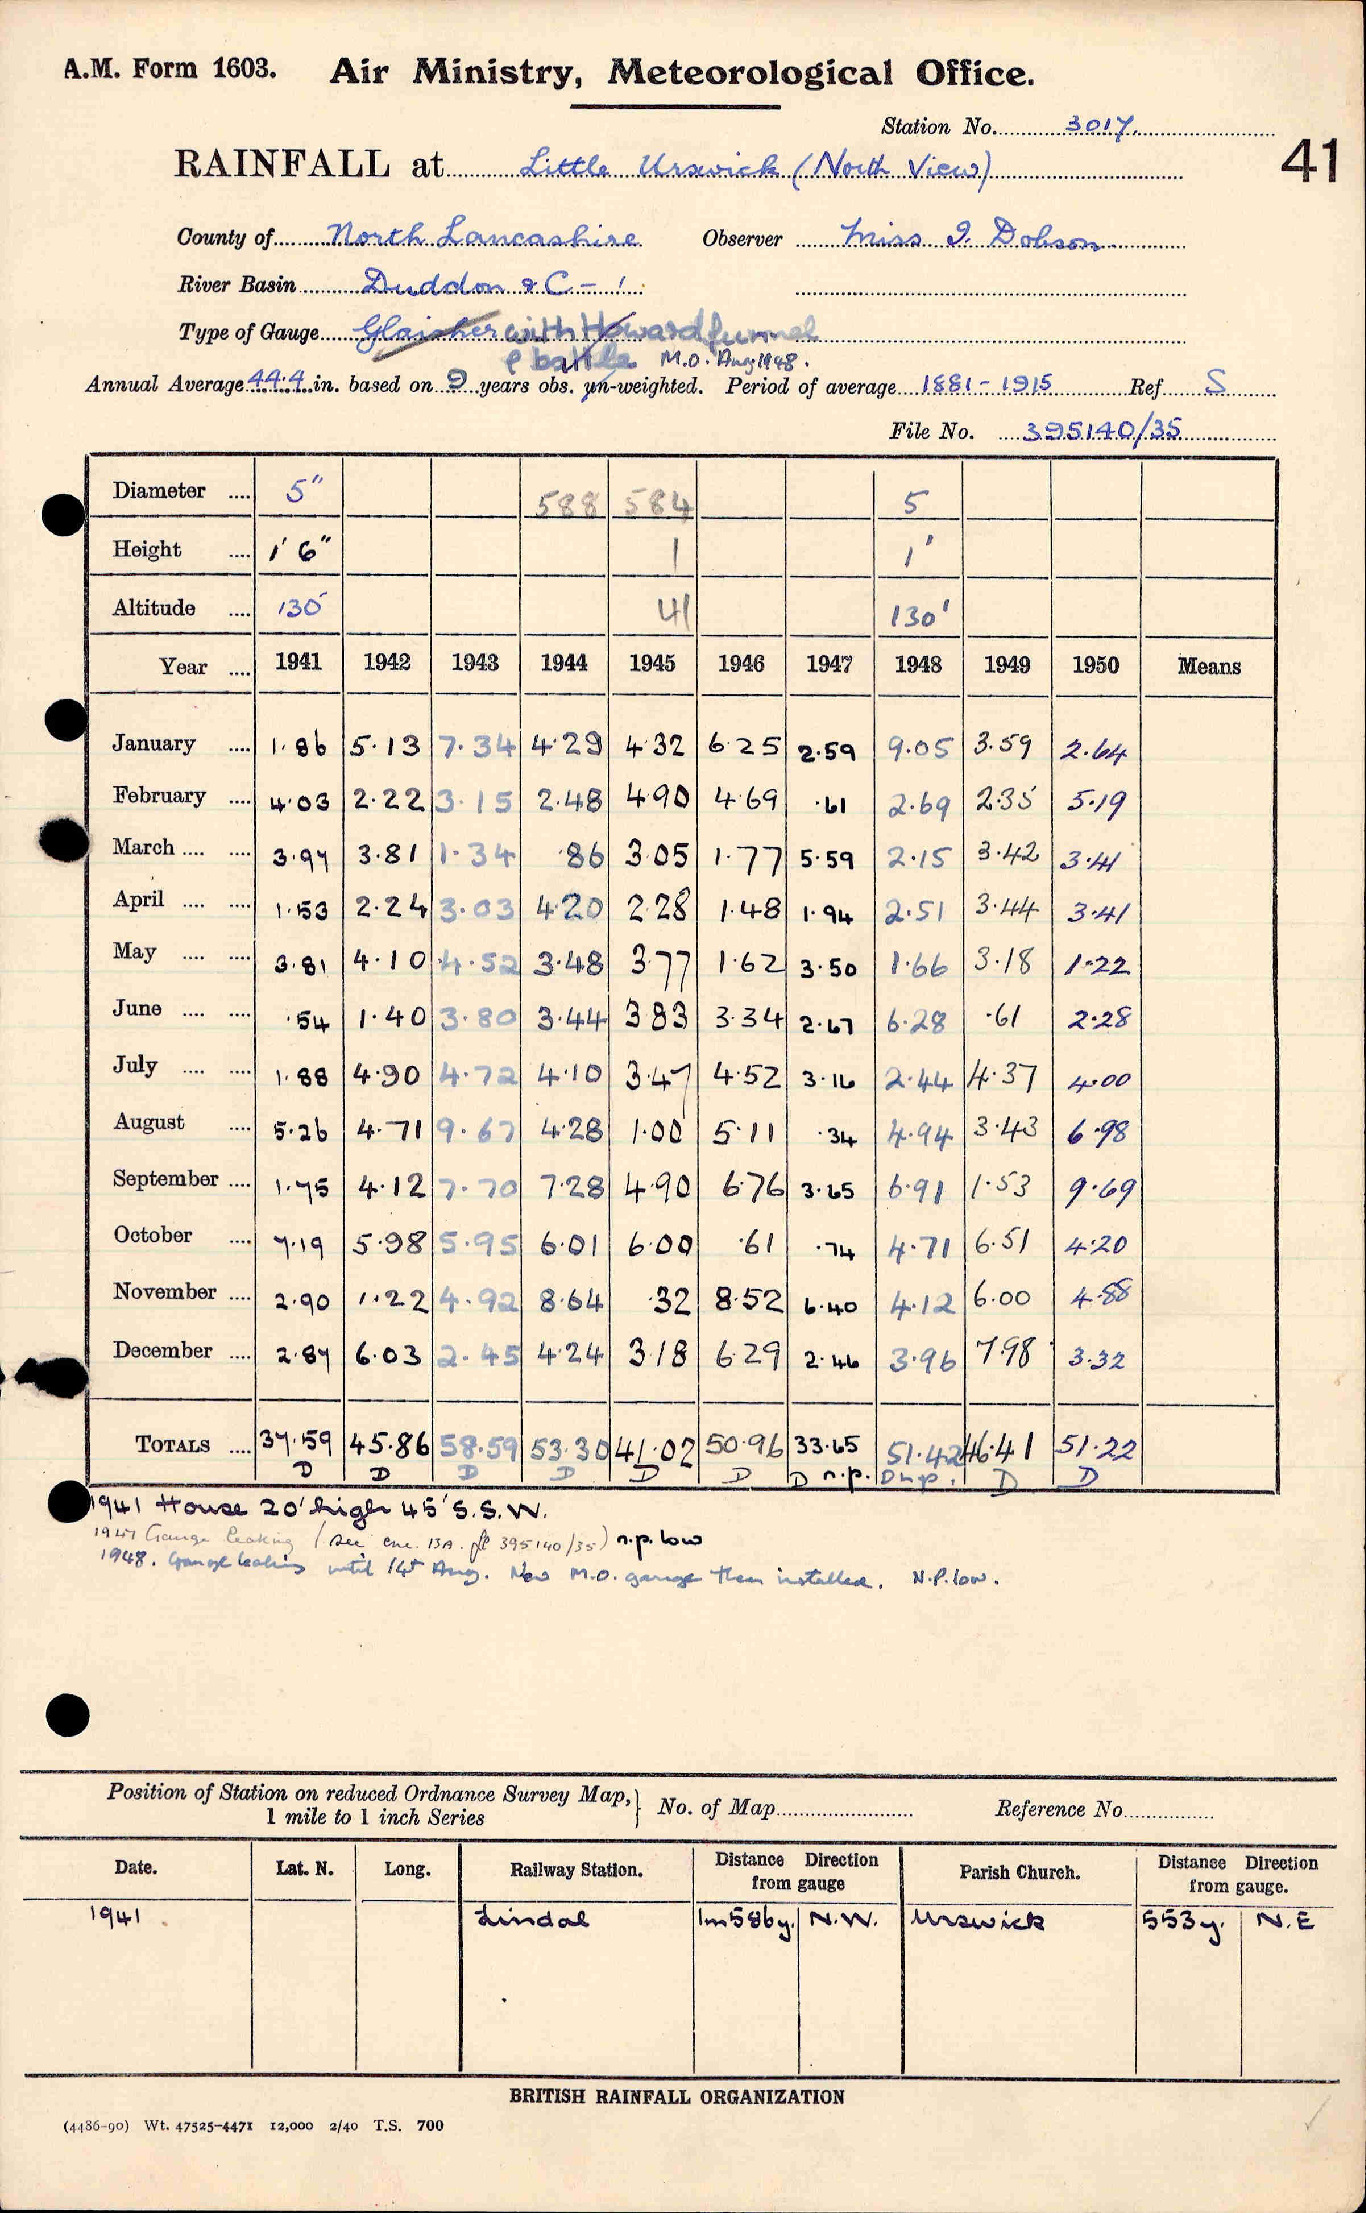 A.M. Form 1603. Air Ministry, Meteorological Office.
Station No. 3017.
41
RAINFALL at Little Urswick (North View)
County of North Lancashire Observer Miss I. Dobson
River Basin Duddon & C - 1
Type of Gauge Glaisher with Howard funnel
& bottle M.O. Aug 1948.
Annual Average 44.4 in. based on 9 years obs. un-weighted. Period of average 1881-1915 Ref S
File No. 395140/35
Diameter .... 5" 588 584 5
Height .... 1' 6" 1 1'
Altitude .... 130' 41 130'
Year .... 1941 1942 1943 1944 1945 1946 1947 1948 1949 1950 Means
January .... 1.86 5.13 7.34 4.29 4.32 6.25 2.59 9.05 3.59 2.64
February .... 4.03 2.22 3.15 2.48 4.90 4.69 .61 2.69 2.35 5.19
March .... .... 3.97 3.81 1.34 .86 3.05 1.77 5.59 2.15 3.42 3.41
April .... .... 1.53 2.24 3.03 4.20 2.28 1.48 1.94 2.51 3.44 3.41
May .... .... 3.81 4.10 4.52 3.48 3.77 1.62 3.50 1.66 3.18 1.22
June .... .... .54 1.40 3.80 3.44 3.83 3.34 2.67 6.28 .61 2.28
July .... .... 1.88 4.90 4.72 4.10 3.47 4.52 3.16 2.44 4.37 4.00
August .... 5.26 4.71 9.67 4.28 1.00 5.11 .34 4.94 3.43 6.98
September .... 1.75 4.12 7.70 7.28 4.90 6.76 3.65 6.91 1.53 9.69
October .... 7.19 5.98 5.95 6.01 6.00 .61 .74 4.71 6.51 4.20
November .... 2.90 1.22 4.92 8.64 .32 8.52 6.40 4.12 6.00 4.88
December .... 2.87 6.03 2.45 4.24 3.18 6.29 2.46 3.96 7.98 3.32
TOTALS .... 37.59 45.86 58.59 53.30 41.02 50.96 33.65 51.42 46.41 51.22
D D D D D D D n.p. D n.p. D D
1941 House 20' high 45' S.S.W.
1947 Gauge leaking (see enc. 13A. of 395140/35) n.p. low
1948. Gauge leaking until 14t Aug. New M.O. gauge then installed. N.P. low.
Position of Station on reduced Ordnance Survey Map, 1 mile to 1 inch Series } No. of Map Reference No.
Date. Lat. N. Long. Railway Station. Distance Direction from gauge Parish Church. Distance Direction from gauge.
1941. Lindal 1m586y. N.W. Urswick 553y. N.E
BRITISH RAINFALL ORGANIZATION
(4486-90) Wt. 47525-4471 12,000 2/40 T.S. 700